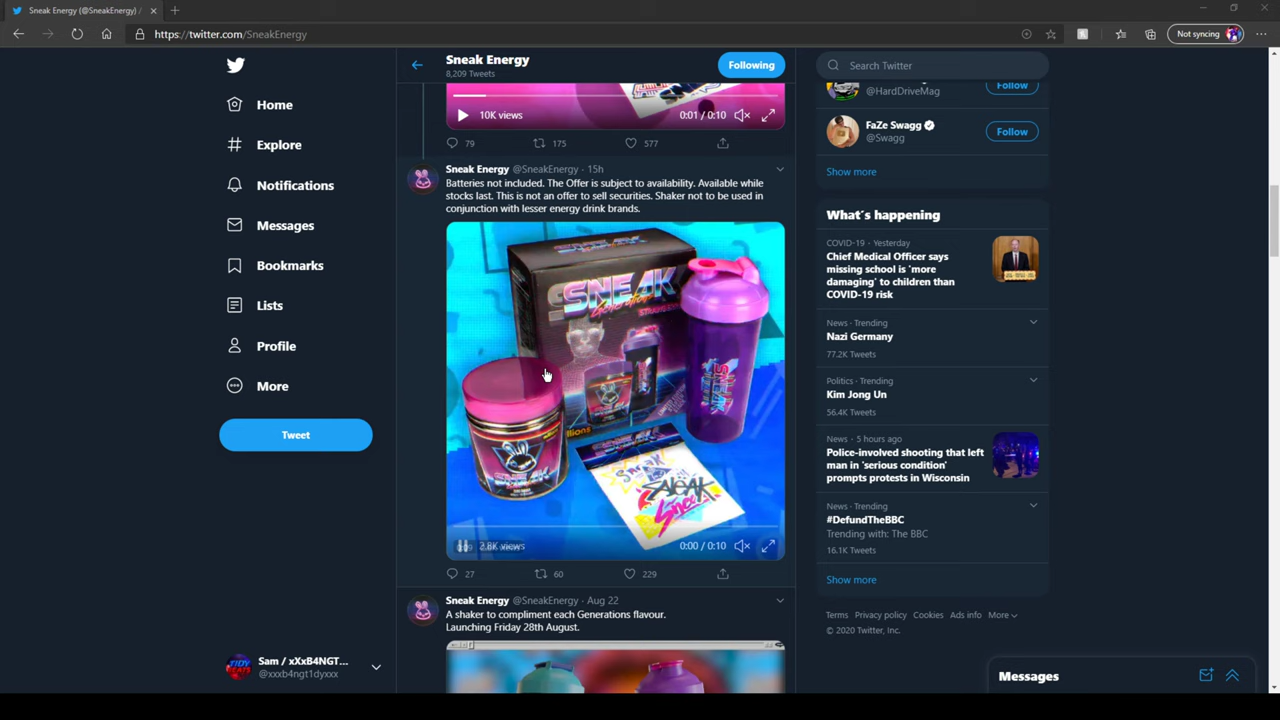 Sneak Energy (@SneakEnergy) /
https://twitter.com/SneakEnergy
Not syncing
Home
Explore
Notifications
Messages
Bookmarks
Lists
Profile
More
Tweet
Sam / xXxB4NGT...
@xxxb4ngt1dyxxx
Sneak Energy
8,209 Tweets
Following
10K views
0:01 / 0:10
79
175
577
Sneak Energy @SneakEnergy · 15h
Batteries not included. The Offer is subject to availability. Available while
stocks last. This is not an offer to sell securities. Shaker not to be used in
conjunction with lesser energy drink brands.
SNEAK
SNEAK
SNEAK
2.8K views
0:00 / 0:10
27
60
229
Sneak Energy @SneakEnergy · Aug 22
A shaker to compliment each Generations flavour.
Launching Friday 28th August.
Search Twitter
@HardDriveMag
Follow
FaZe Swagg
@Swagg
Follow
Show more
What's happening
COVID-19 · Yesterday
Chief Medical Officer says
missing school is 'more
damaging' to children than
COVID-19 risk
News · Trending
Nazi Germany
77.2K Tweets
Politics · Trending
Kim Jong Un
56.4K Tweets
News · 5 hours ago
Police-involved shooting that left
man in 'serious condition'
prompts protests in Wisconsin
News · Trending
#DefundTheBBC
Trending with: The BBC
16.1K Tweets
Show more
Terms Privacy policy Cookies Ads info More
© 2020 Twitter, Inc.
Messages